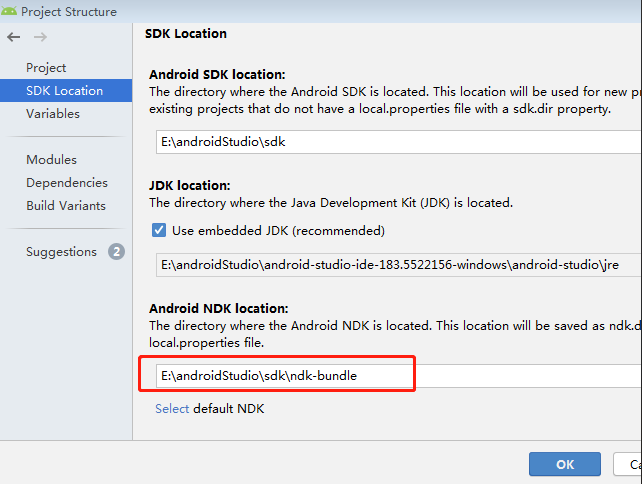 Project Structure
SDK Location
Project
SDK Location
Variables
Modules
Dependencies
Build Variants
Suggestions 2
Android SDK location:
The directory where the Android SDK is located. This location will be used for new
existing projects that do not have a local.properties file with a sdk.dir property.
E:\androidStudio\sdk
JDK location:
The directory where the Java Development Kit (JDK) is located.
Use embedded JDK (recommended)
E:\androidStudio\android-studio-ide-183.5522156-windows\android-studio\jre
Android NDK location:
The directory where the Android NDK is located. This location will be saved as ndk.d
local.properties file.
E:\androidStudio\sdk\ndk-bundle
Select default NDK
OK
Ca